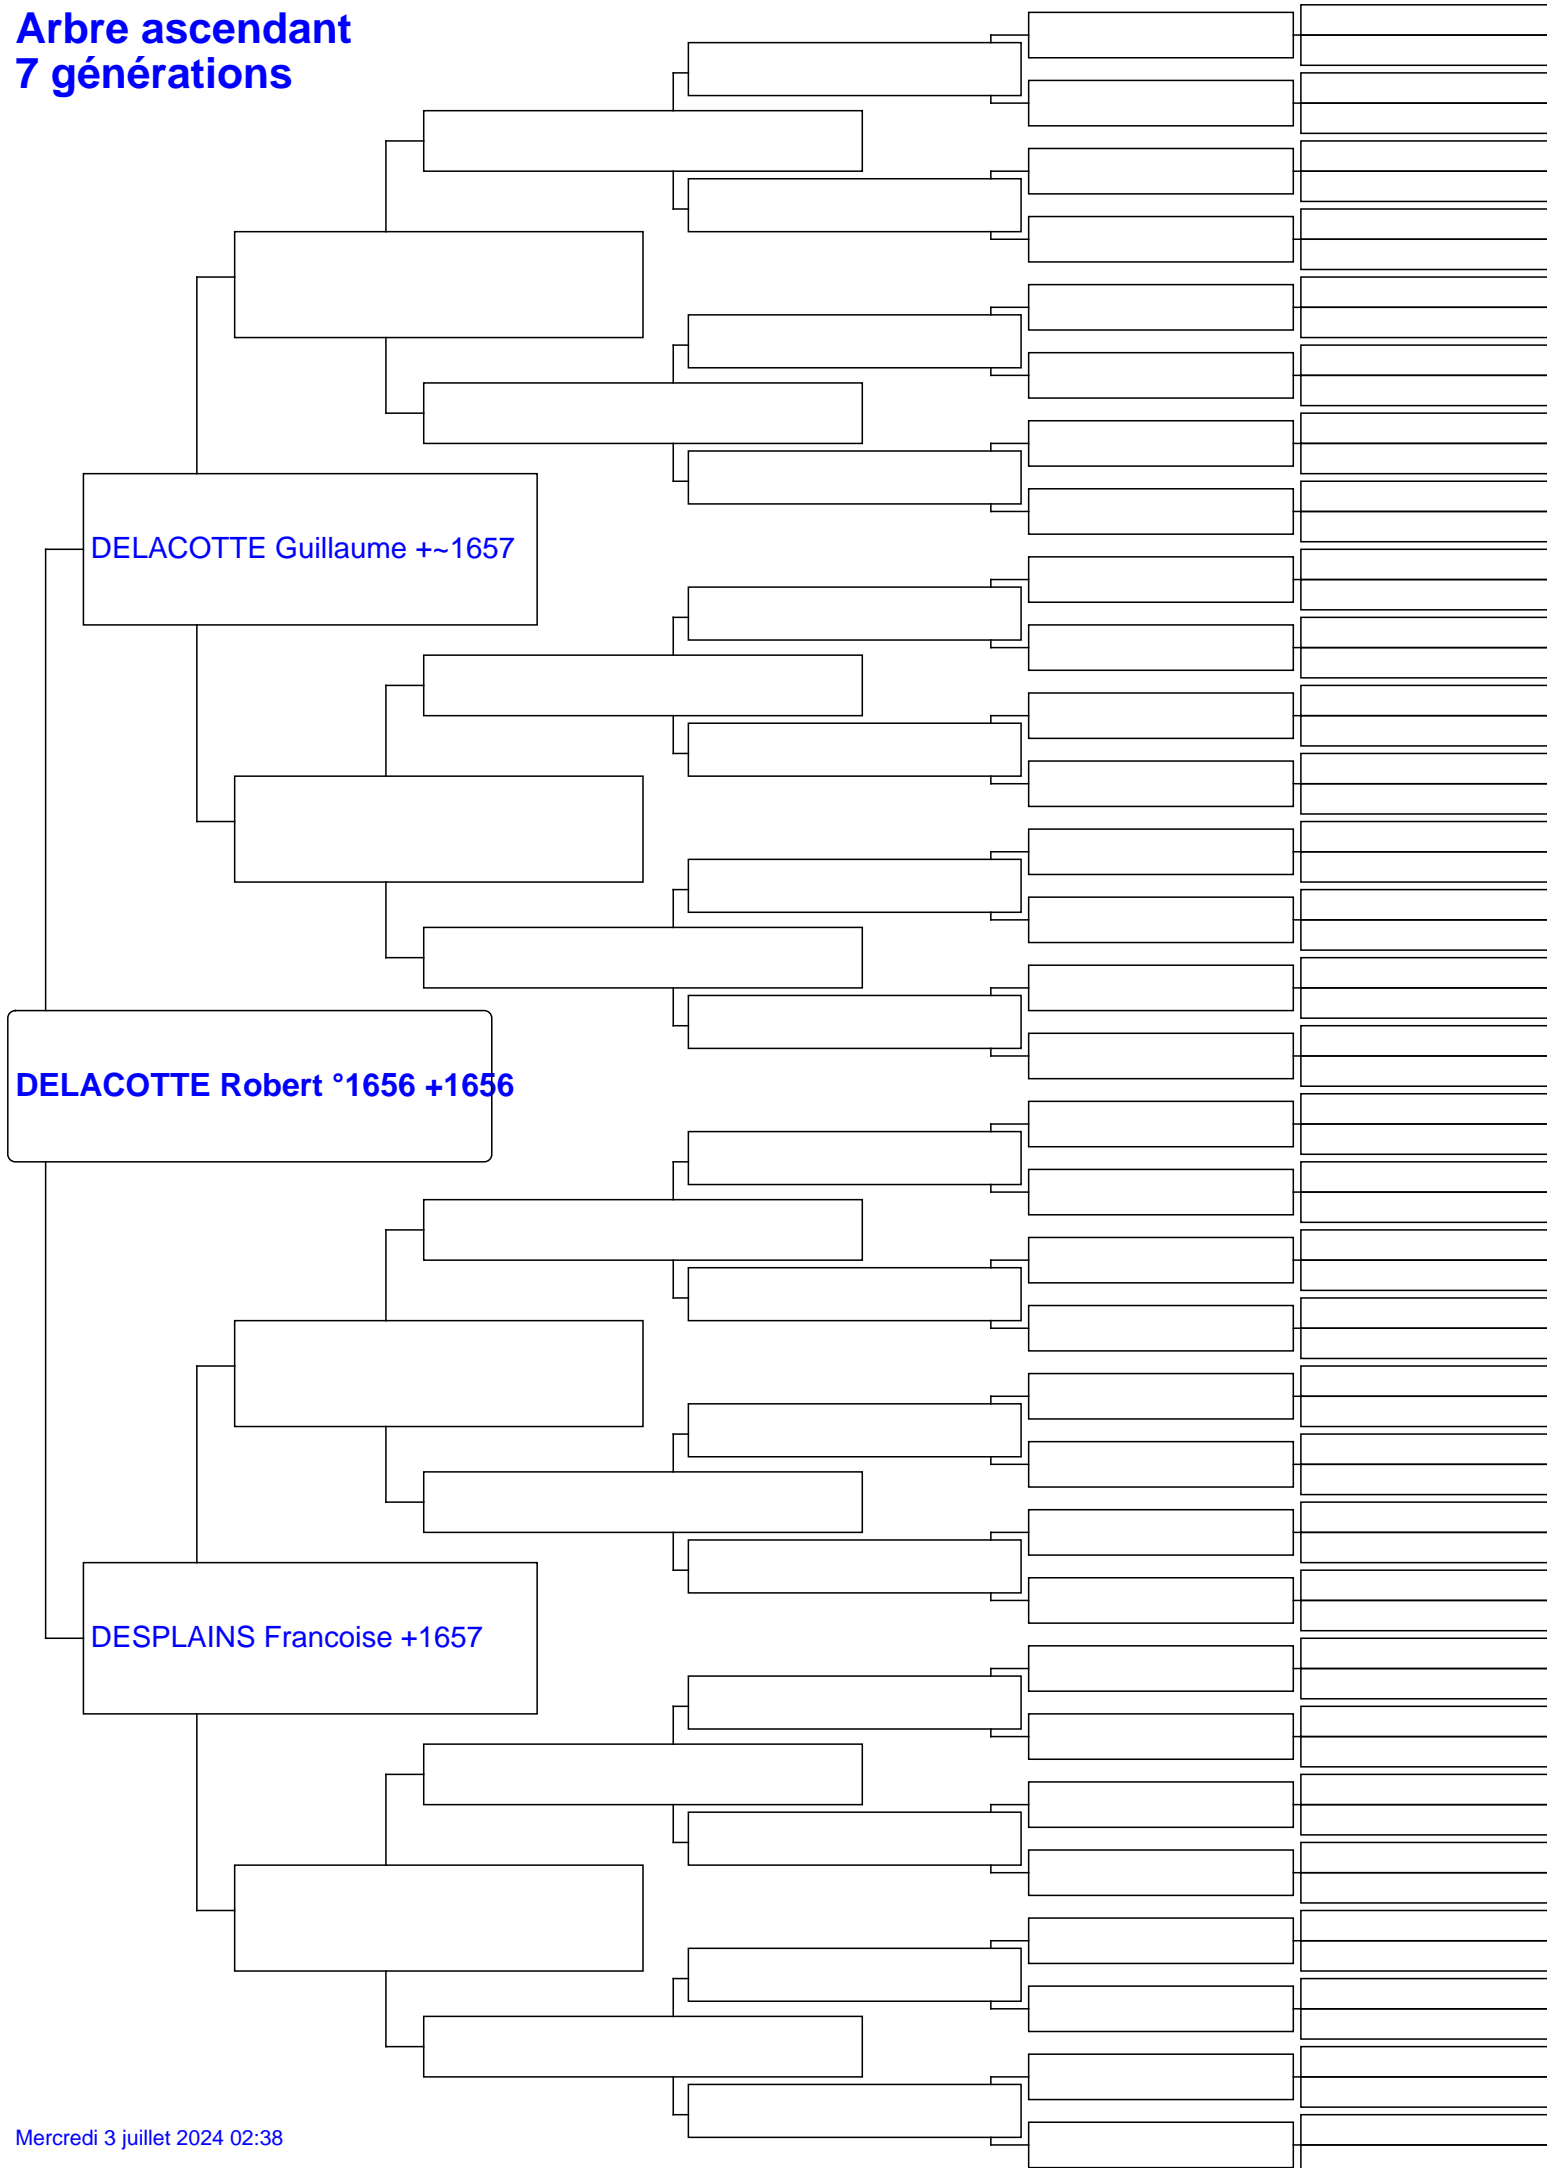 Arbre ascendant
7 générations
DELACOTTE Guillaume +~1657
DELACOTTE Robert °1656 +1656
DESPLAINS Francoise +1657
Mercredi 3 juillet 2024 02:38